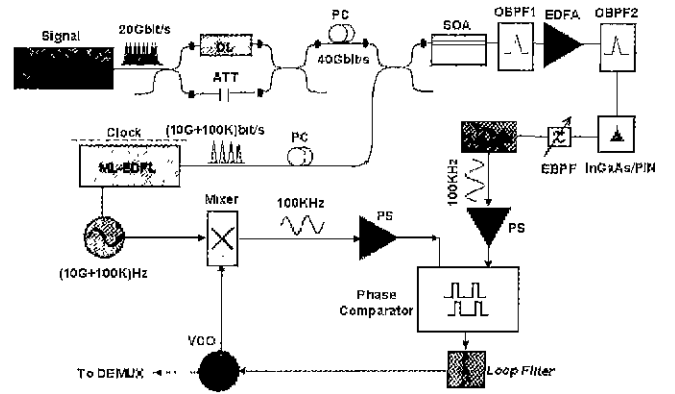 Signal
20Gbit/s
DL
ATT
PC
40Gbit/s
SOA
OBPF1
EDFA
OBPF2
Clock
(10G+100K)bit/s
PC
ML-EDFL
EBPF
InGaAs/PIN
100KHz
Mixer
100KHz
PS
PS
(10G+100K)Hz
Phase
Comparator
VCO
To DEMUX
Loop Filter